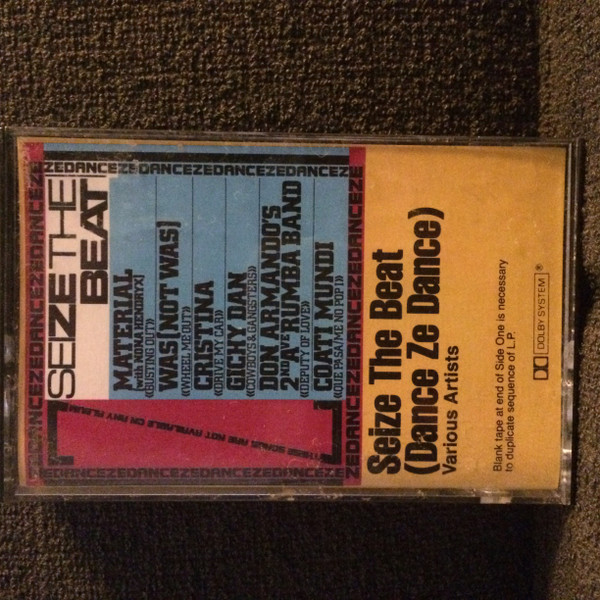 ZEDANCEZEDANCEZEDANCEZEDANCEZE
SEIZE THE
BEAT
MATERIAL
[with NONA HENDRYX]
«BUSTING OUT»
WAS [NOT WAS]
«WHEEL ME OUT»
CRISTINA
«DRIVE MY CAR»
GICHY DAN
«COWBOYS & GANGSTERS»
DON ARMANDO'S
2ND AVE RUMBA BAND
«DEPUTY OF LOVE»
COATI MUNDI
«QUE PASA/ME NO POP I»
[THESE SONGS ARE NOT AVAILABLE ON ANY ALBUM]
ZEDANCEZEDANCEZEDANCEZEDANCEZE
Seize The Beat
(Dance Ze Dance)
Various Artists
Blank tape at end of Side One is necessary
to duplicate sequence of L.P.
DOLBY SYSTEM ®